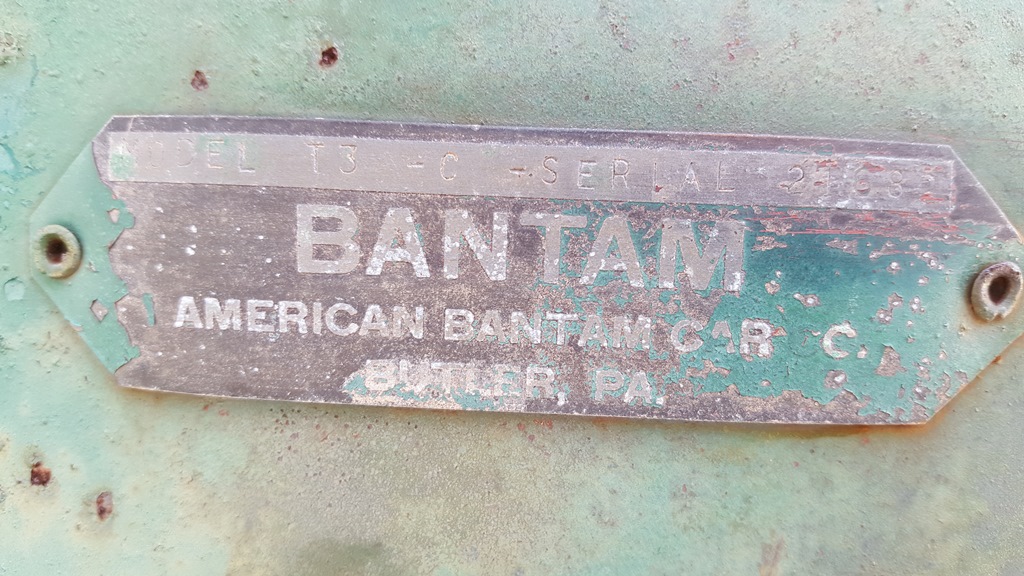 MODEL T3 -C - SERIAL
BANTAM
AMERICAN BANTAM CAR C.
BUTLER, PA.